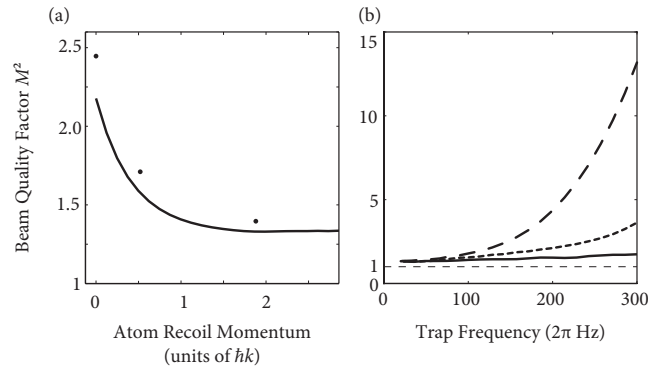 (a)
(b)
Beam Quality Factor M²
2.5
2.0
1.5
1
0
1
2
Atom Recoil Momentum
(units of ħk)
15
10
5
1
0
0
100
200
300
Trap Frequency (2π Hz)